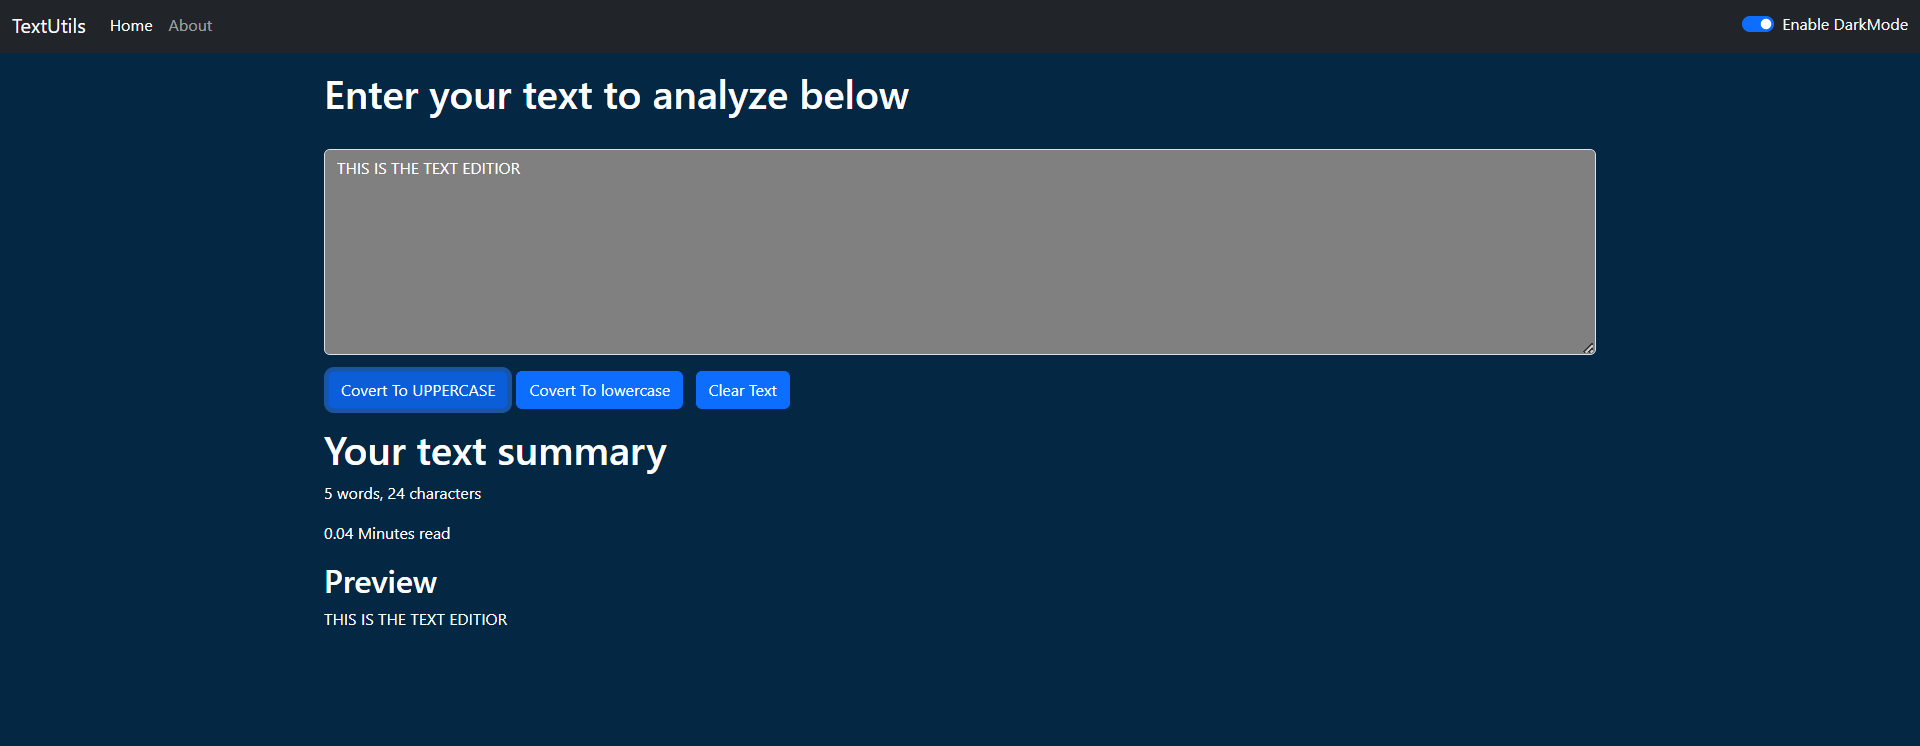 TextUtils Home About Enable DarkMode
Enter your text to analyze below
THIS IS THE TEXT EDITIOR
Covert To UPPERCASE Covert To lowercase Clear Text
Your text summary
5 words, 24 characters
0.04 Minutes read
Preview
THIS IS THE TEXT EDITIOR